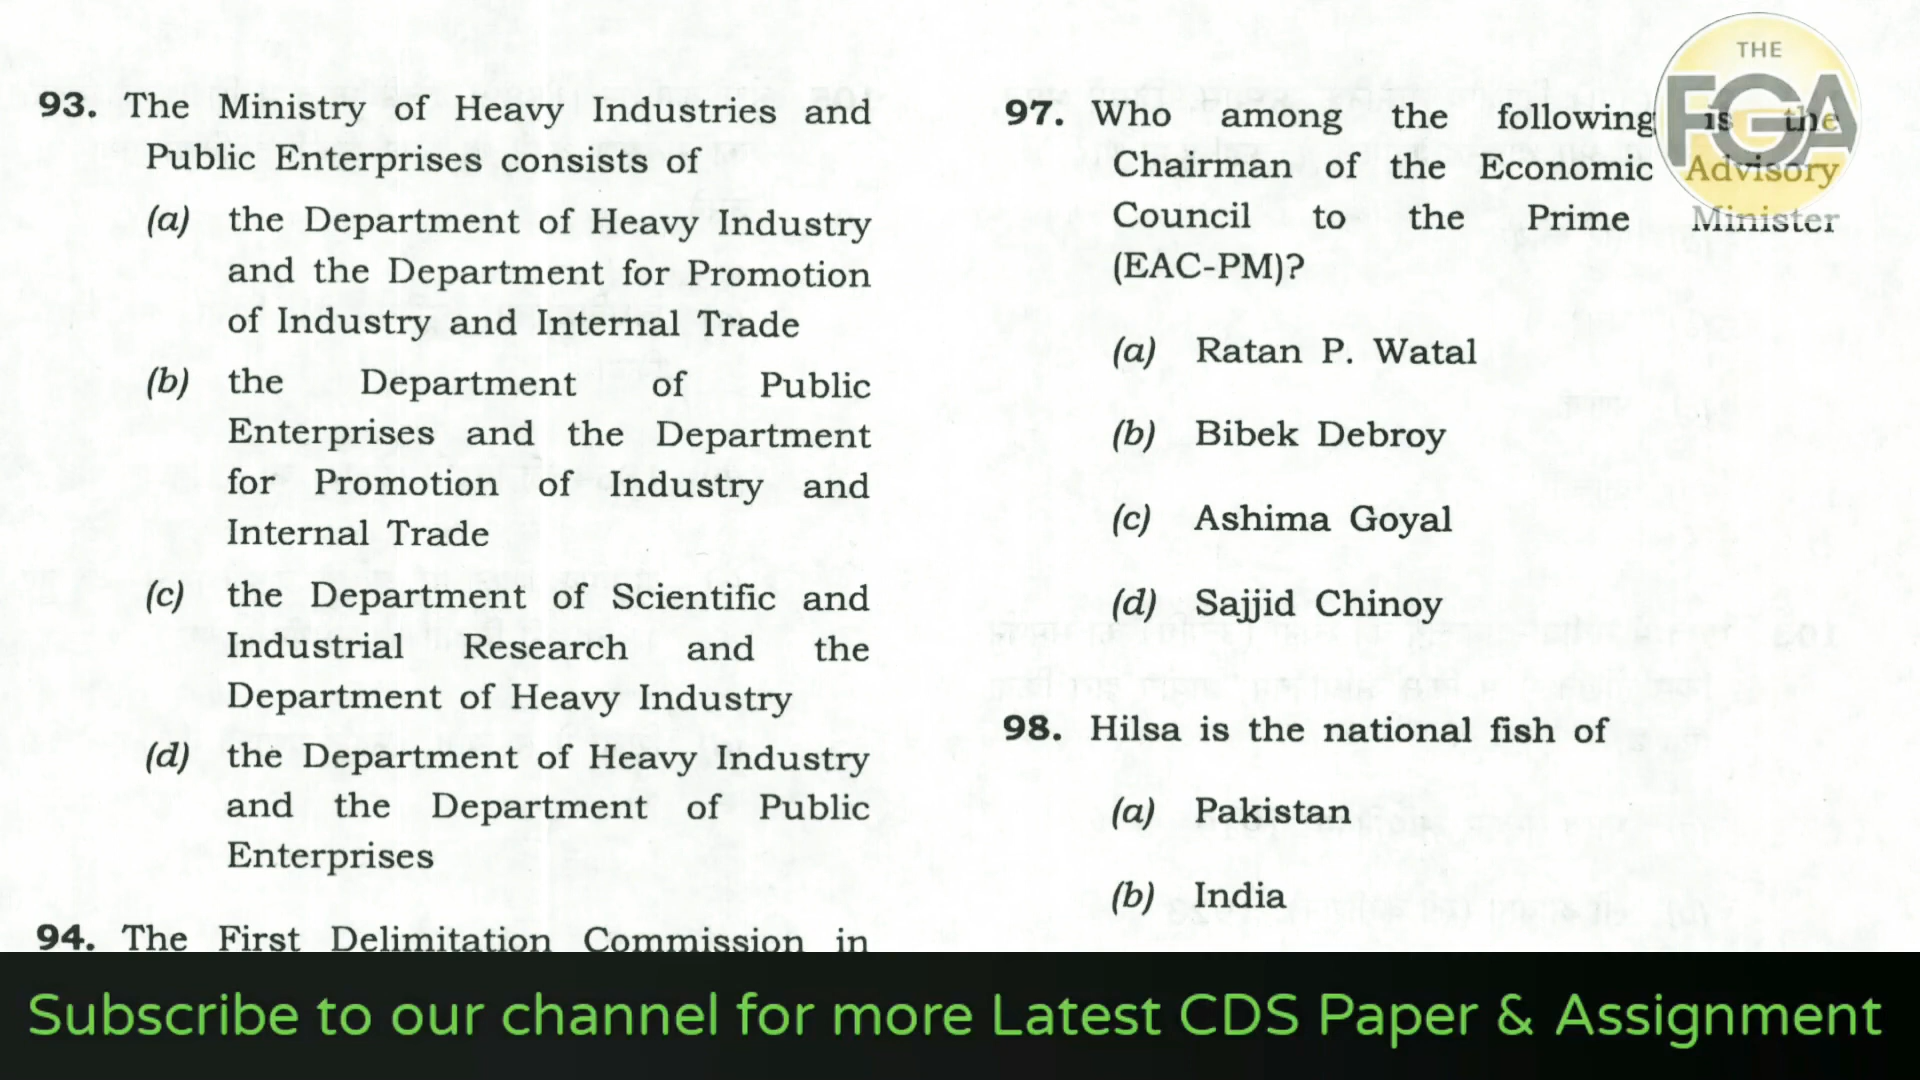 93. The Ministry of Heavy Industries and
Public Enterprises consists of
(a) the Department of Heavy Industry
and the Department for Promotion
of Industry and Internal Trade
(b) the Department of Public
Enterprises and the Department
for Promotion of Industry and
Internal Trade
(c) the Department of Scientific and
Industrial Research and the
Department of Heavy Industry
(d) the Department of Heavy Industry
and the Department of Public
Enterprises
94. The First Delimitation Commission in
97. Who among the following is the
Chairman of the Economic Advisory
Council to the Prime Minister
(EAC-PM)?
(a) Ratan P. Watal
(b) Bibek Debroy
(c) Ashima Goyal
(d) Sajjid Chinoy
98. Hilsa is the national fish of
(a) Pakistan
(b) India
THE
FGA
Subscribe to our channel for more Latest CDS Paper & Assignment